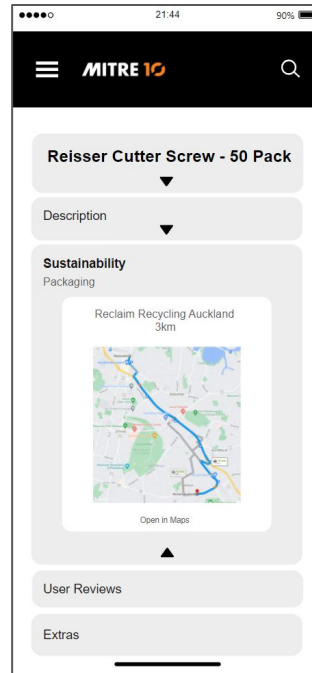 21:44
90%
MITRE 10
Reisser Cutter Screw - 50 Pack
Description
Sustainability
Packaging
Reclaim Recycling Auckland
3km
Open in Maps
User Reviews
Extras